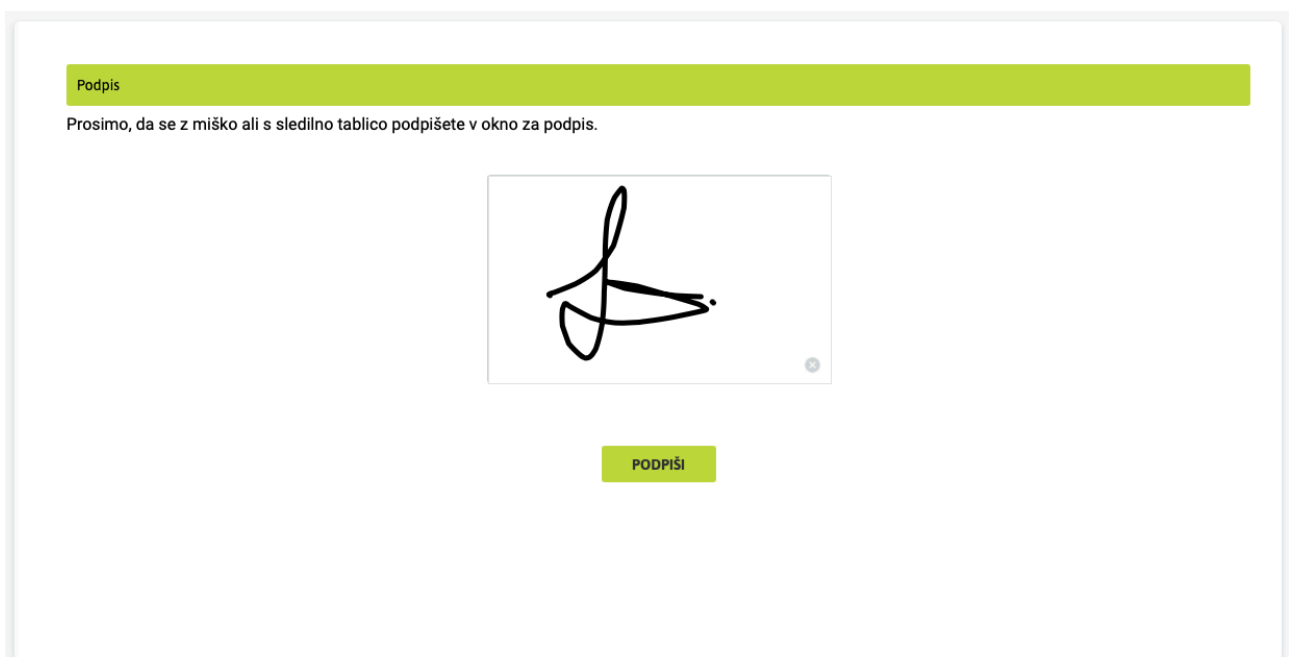 Podpis
Prosimo, da se z miško ali s sledilno tablico podpišete v okno za podpis.
PODPIŠI